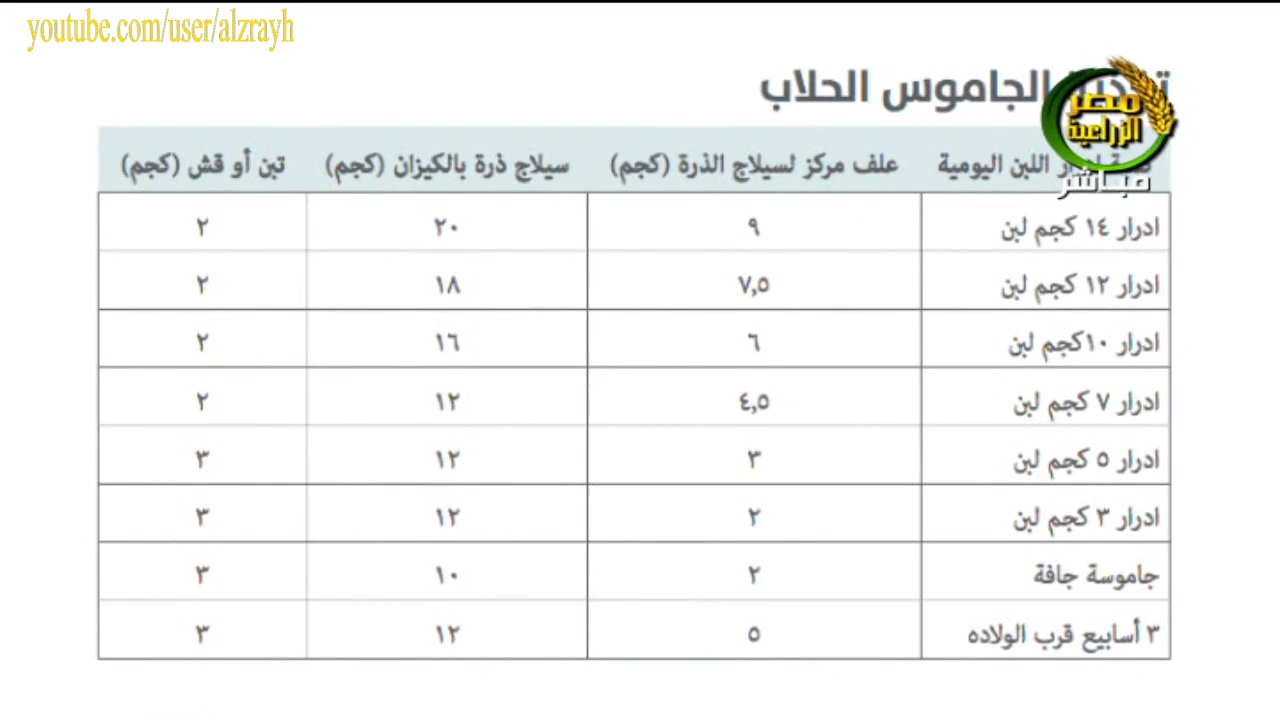 youtube.com/user/alzrayh
الجاموس الحلاب
مصر
الزراعية
مباشر
اللبن اليومية علف مركز لسيلاج الذرة (كجم) سيلاج ذرة بالكيزان (كجم) تبن أو قش (كجم)
ادرار ١٤ كجم لبن ٩ ٢٠ ٢
ادرار ١٢ كجم لبن ٧,٥ ١٨ ٢
ادرار ١٠كجم لبن ٦ ١٦ ٢
ادرار ٧ كجم لبن ٤,٥ ١٢ ٢
ادرار ٥ كجم لبن ٣ ١٢ ٣
ادرار ٣ كجم لبن ٢ ١٢ ٣
جاموسة جافة ٢ ١٠ ٣
٣ أسابيع قرب الولاده ٥ ١٢ ٣